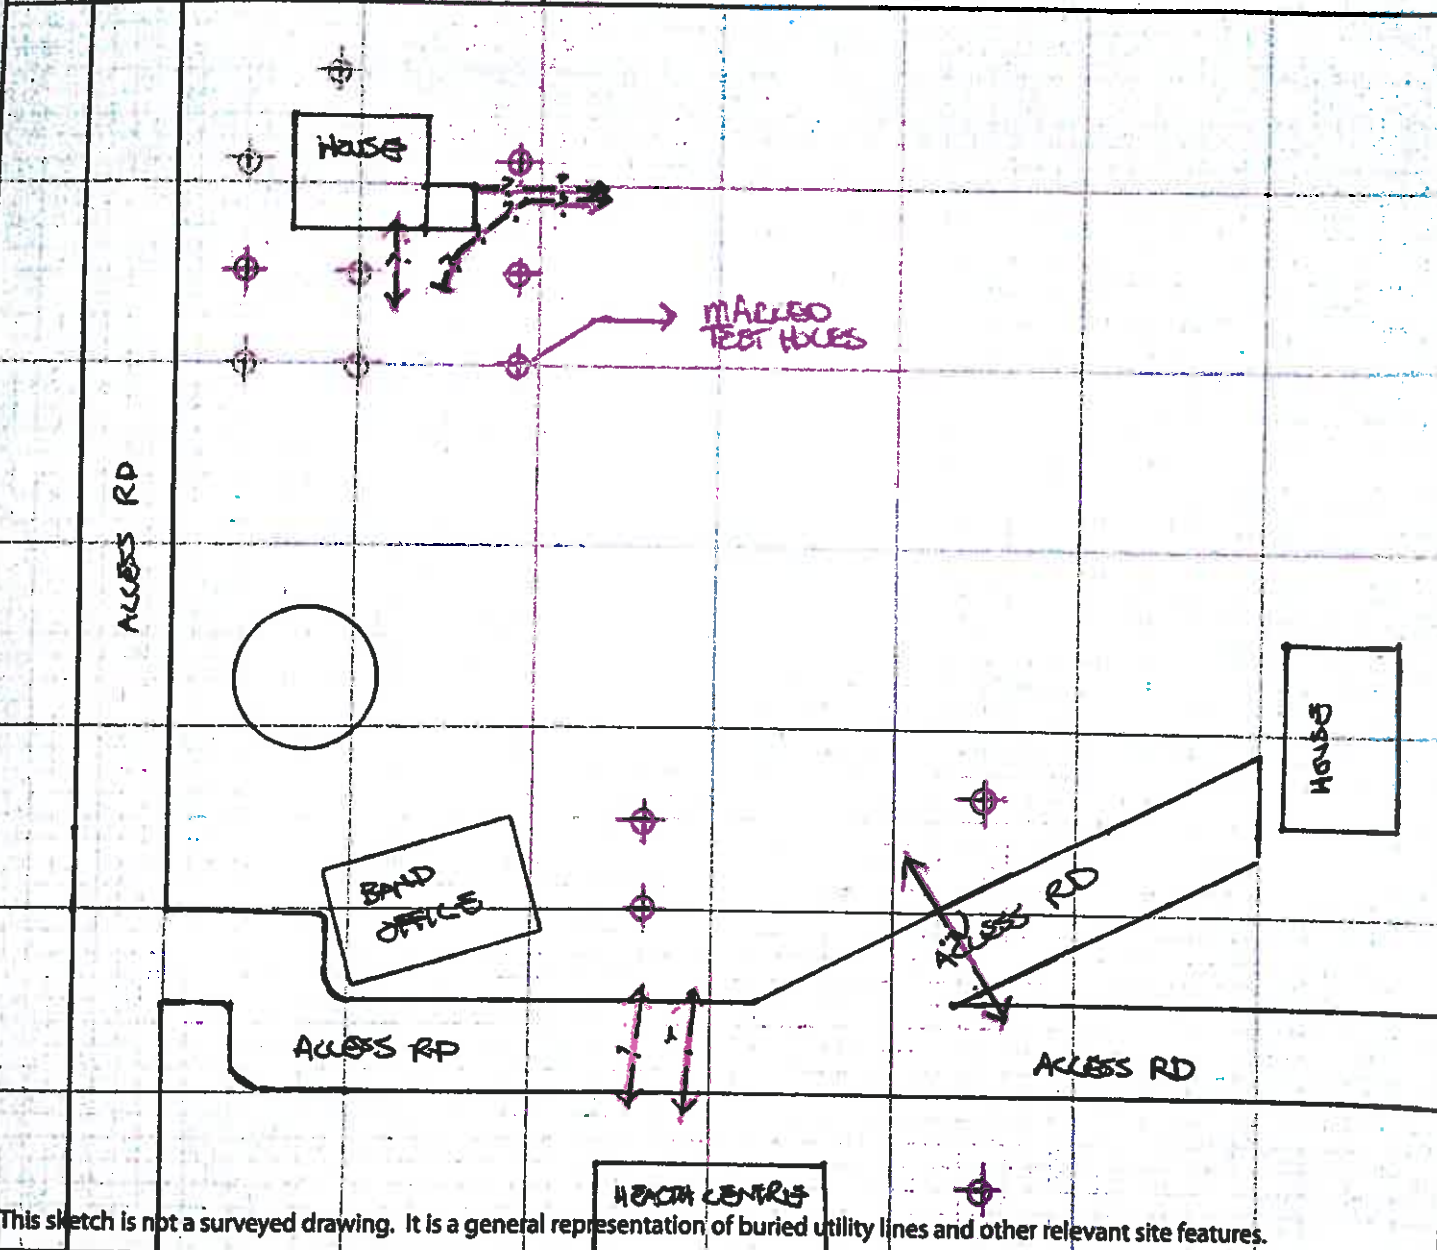 HOUSE
MARKED
TEST HOLES
ACCESS RD
HOUSE
BAND
OFFICE
ACCESS RD
ACCESS RD
ACCESS RD
HEALTH CENTRE
This sketch is not a surveyed drawing. It is a general representation of buried utility lines and other relevant site features.